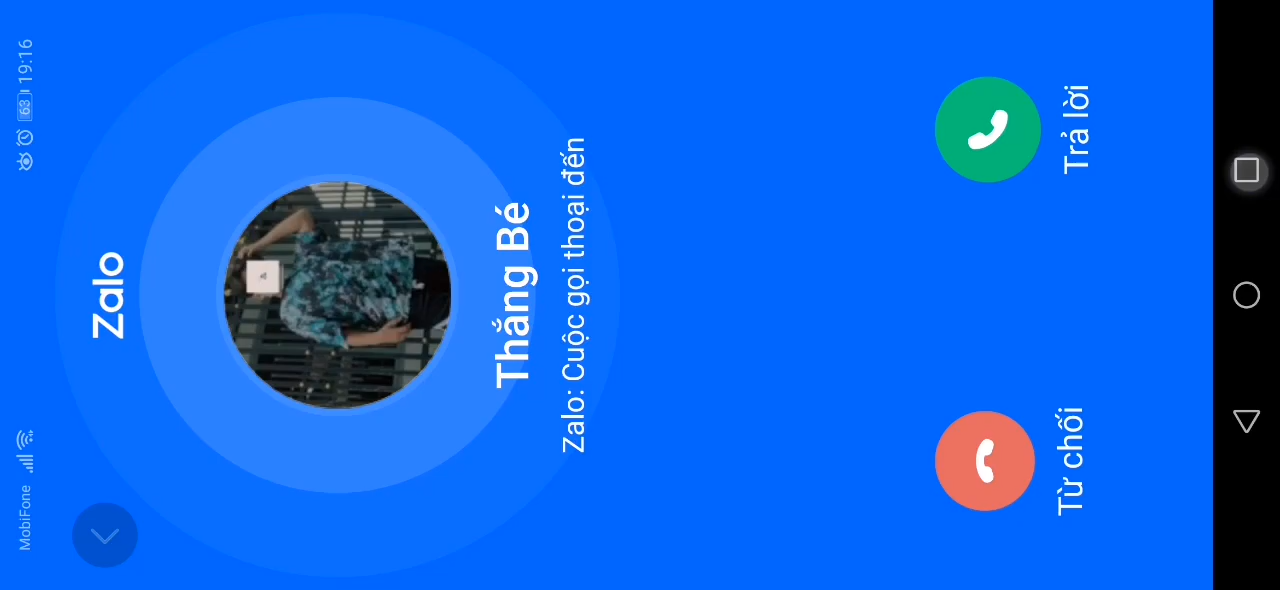 MobiFone
63 19:16
Zalo
Thắng Bé
Zalo: Cuộc gọi thoại đến
Từ chối
Trả lời